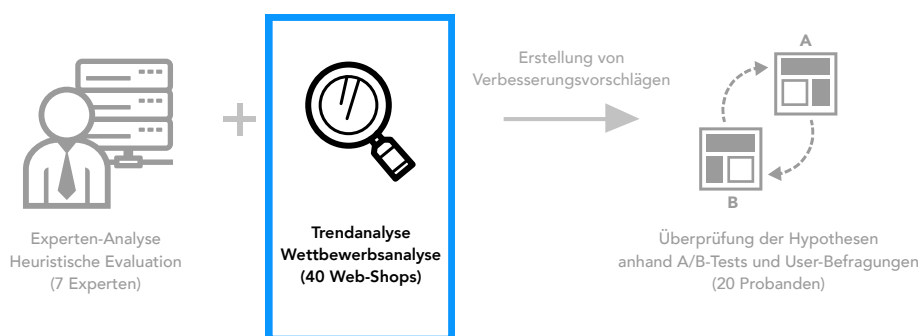 Experten-Analyse
Heuristische Evaluation
(7 Experten)
Trendanalyse
Wettbewerbsanalyse
(40 Web-Shops)
Erstellung von
Verbesserungsvorschlägen
A
B
Überprüfung der Hypothesen
anhand A/B-Tests und User-Befragungen
(20 Probanden)